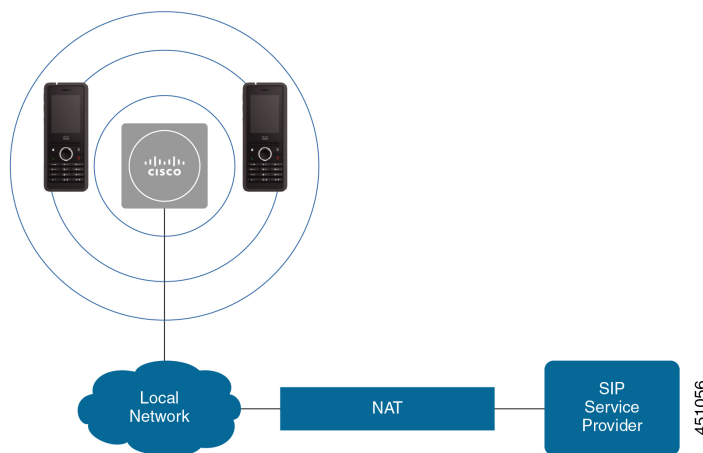 CISCO
Local
Network
NAT
SIP
Service
Provider
451056